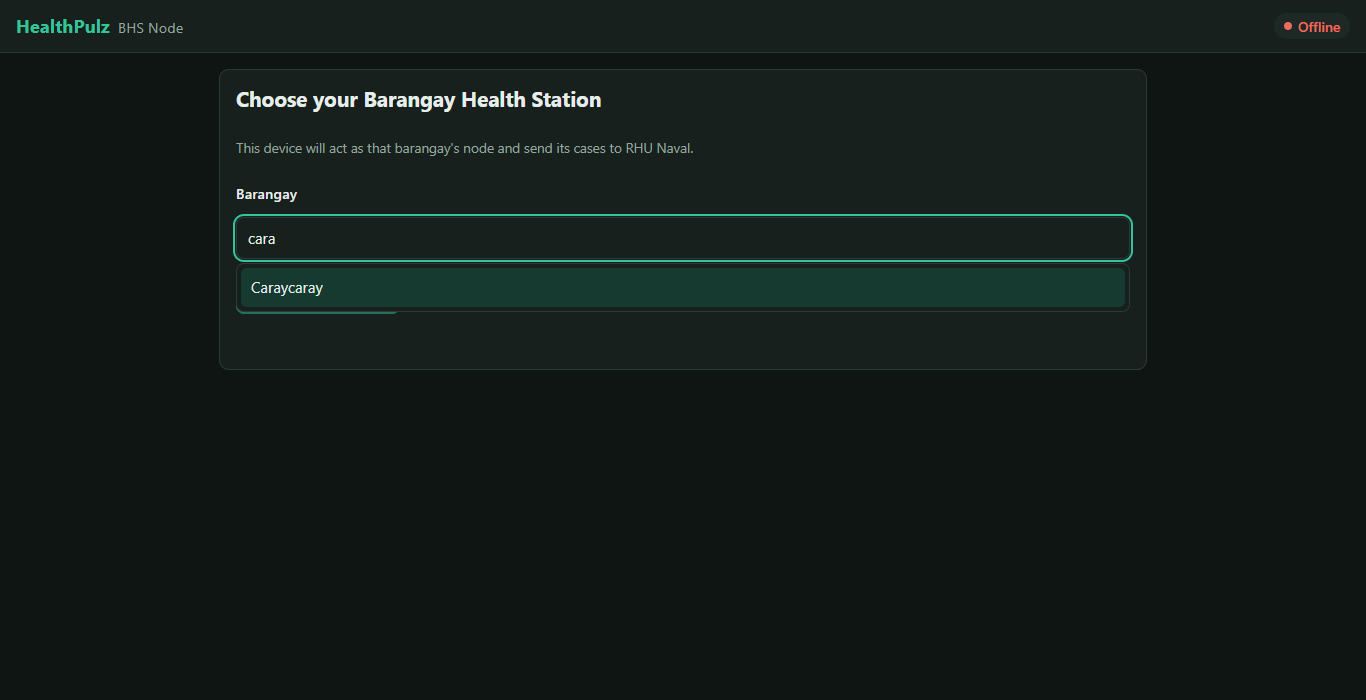 HealthPulz BHS Node
Offline
Choose your Barangay Health Station
This device will act as that barangay's node and send its cases to RHU Naval.
Barangay
cara
Caraycaray